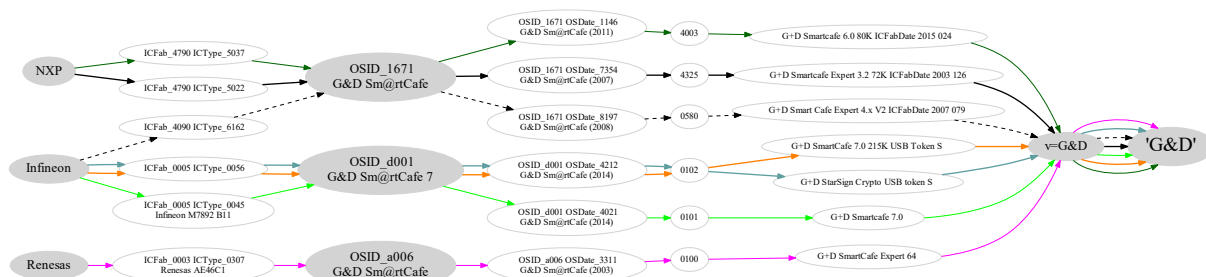 NXP
Infineon
Renesas
ICFab_4790 ICType_5037
ICFab_4790 ICType_5022
ICFab_4090 ICType_6162
ICFab_0005 ICType_0056
ICFab_0005 ICType_0045
Infineon M7892 B11
ICFab_0003 ICType_0307
Renesas AE46C1
OSID_1671
G&D Sm@rtCafe
OSID_d001
G&D Sm@rtCafe 7
OSID_a006
G&D Sm@rtCafe
OSID_1671 OSDate_1146
G&D Sm@rtCafe (2011)
OSID_1671 OSDate_7354
G&D Sm@rtCafe (2007)
OSID_1671 OSDate_8197
G&D Sm@rtCafe (2008)
OSID_d001 OSDate_4212
G&D Sm@rtCafe (2014)
OSID_d001 OSDate_4021
G&D Sm@rtCafe (2014)
OSID_a006 OSDate_3311
G&D Sm@rtCafe (2003)
4003
4325
0580
0102
0101
0100
G+D Smartcafe 6.0 80K ICFabDate 2015 024
G+D Smartcafe Expert 3.2 72K ICFabDate 2003 126
G+D Smart Cafe Expert 4.x V2 ICFabDate 2007 079
G+D SmartCafe 7.0 215K USB Token S
G+D StarSign Crypto USB token S
G+D Smartcafe 7.0
G+D SmartCafe Expert 64
v=G&D
'G&D'